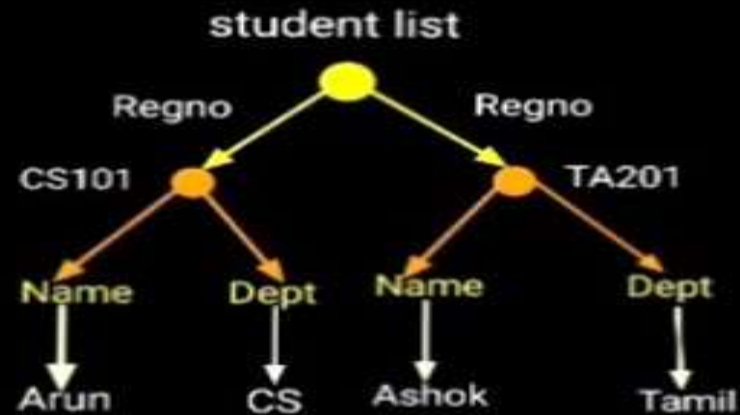 student list
Regno Regno
CS101 TA201
Name Dept Name Dept
Arun CS Ashok Tamil